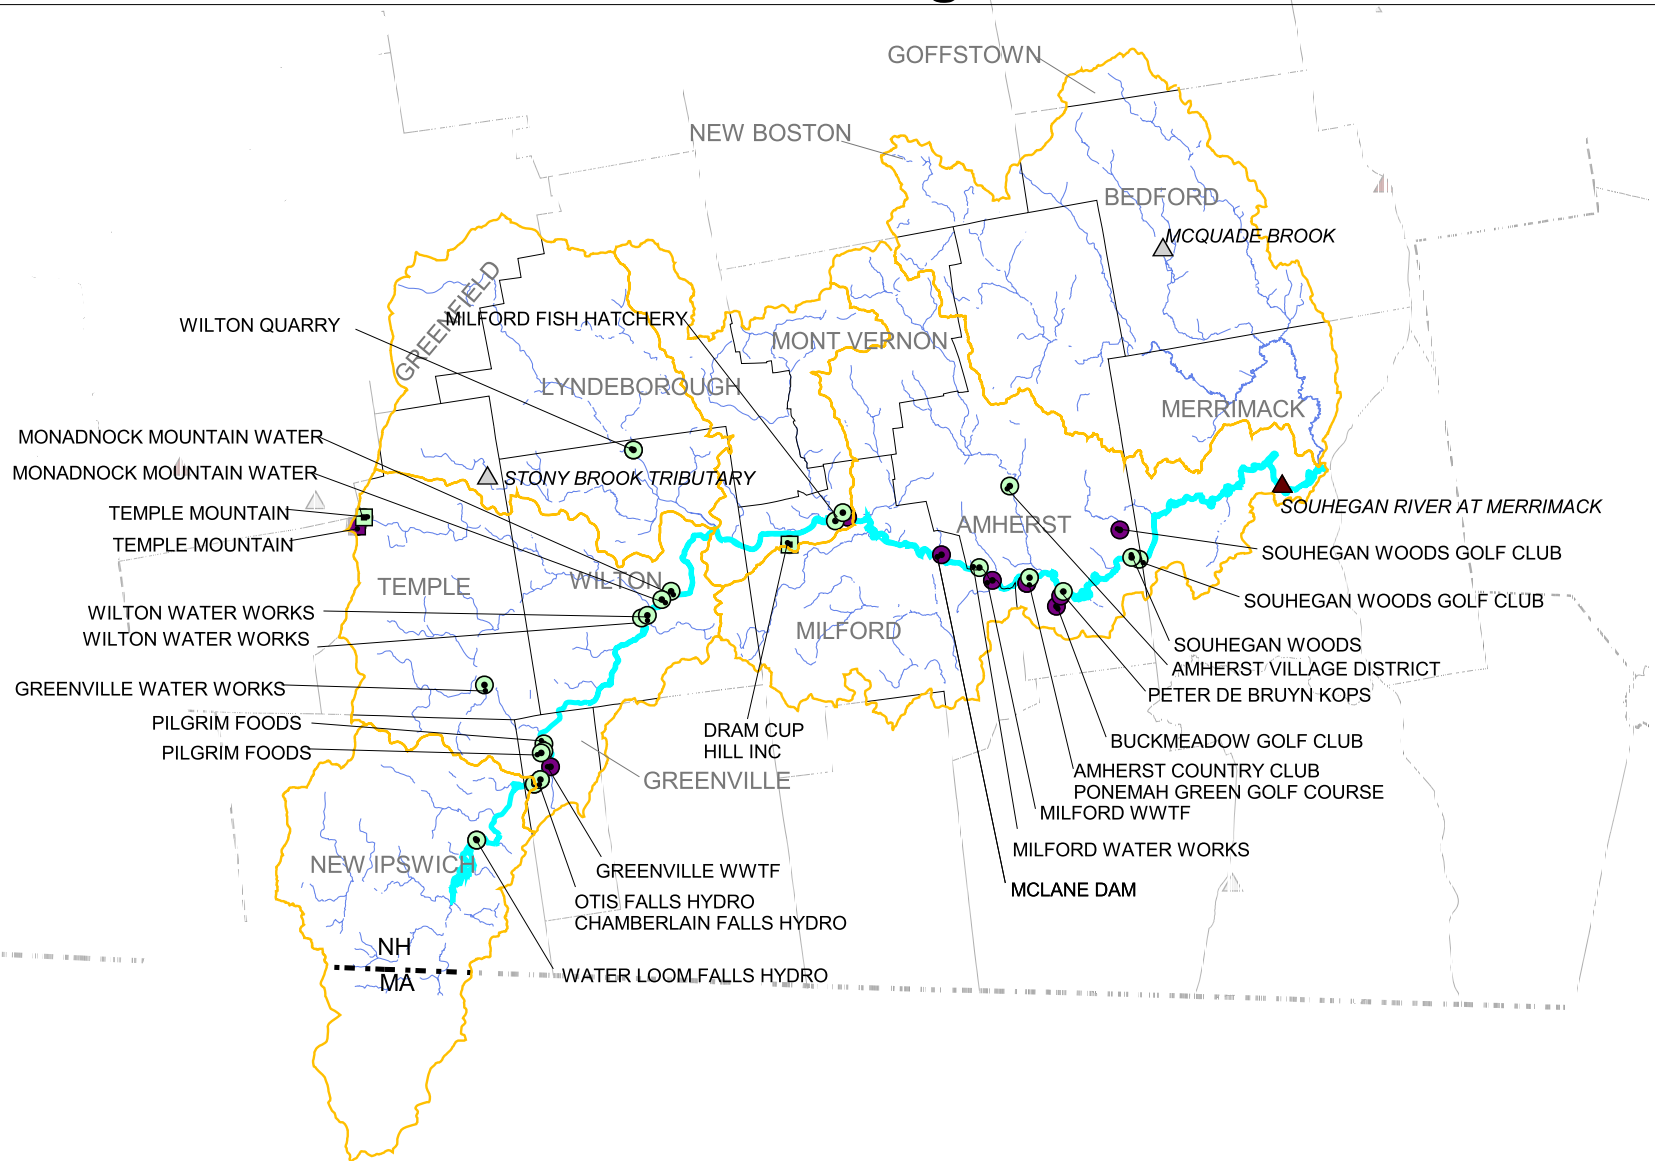 GOFFSTOWN
NEW BOSTON
BEDFORD
MCQUADE BROOK
GREENFIELD
WILTON QUARRY
MILFORD FISH HATCHERY
MONT VERNON
LYNDEBOROUGH
MERRIMACK
MONADNOCK MOUNTAIN WATER
MONADNOCK MOUNTAIN WATER
STONY BROOK TRIBUTARY
TEMPLE MOUNTAIN
SOUHEGAN RIVER AT MERRIMACK
AMHERST
TEMPLE MOUNTAIN
SOUHEGAN WOODS GOLF CLUB
TEMPLE
WILTON
SOUHEGAN WOODS GOLF CLUB
WILTON WATER WORKS
WILTON WATER WORKS
MILFORD
SOUHEGAN WOODS
AMHERST VILLAGE DISTRICT
GREENVILLE WATER WORKS
PETER DE BRUYN KOPS
PILGRIM FOODS
DRAM CUP
HILL INC
BUCKMEADOW GOLF CLUB
PILGRIM FOODS
GREENVILLE
AMHERST COUNTRY CLUB
PONEMAH GREEN GOLF COURSE
MILFORD WWTF
MILFORD WATER WORKS
NEW IPSWICH
GREENVILLE WWTF
MCLANE DAM
OTIS FALLS HYDRO
CHAMBERLAIN FALLS HYDRO
NH
WATER LOOM FALLS HYDRO
MA